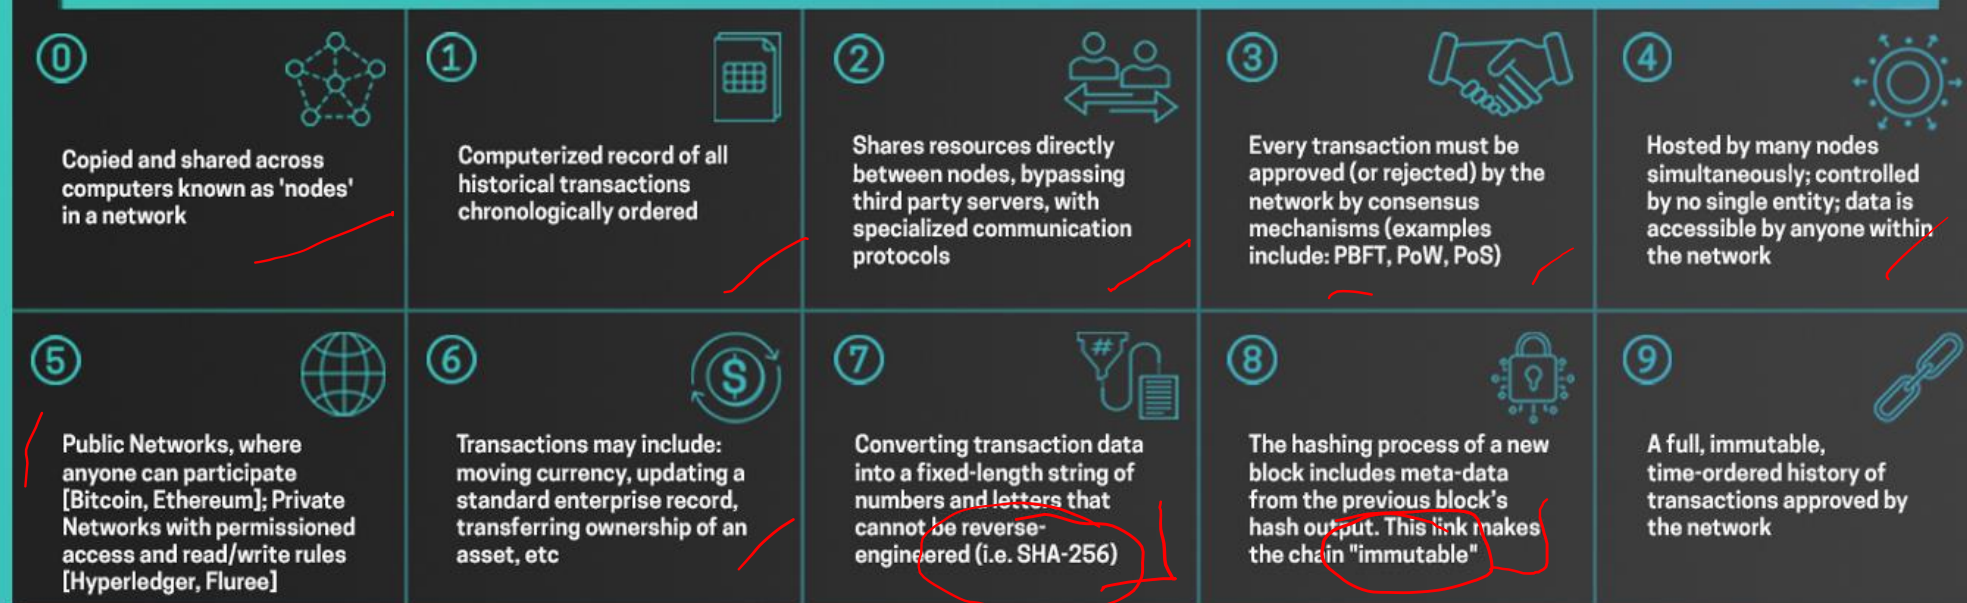 0
Copied and shared across
computers known as 'nodes'
in a network
1
Computerized record of all
historical transactions
chronologically ordered
2
Shares resources directly
between nodes, bypassing
third party servers, with
specialized communication
protocols
3
Every transaction must be
approved (or rejected) by the
network by consensus
mechanisms (examples
include: PBFT, PoW, PoS)
4
Hosted by many nodes
simultaneously; controlled
by no single entity; data is
accessible by anyone within
the network
5
Public Networks, where
anyone can participate
[Bitcoin, Ethereum]; Private
Networks with permissioned
access and read/write rules
[Hyperledger, Fluree]
6
$
Transactions may include:
moving currency, updating a
standard enterprise record,
transferring ownership of an
asset, etc
7
#
Converting transaction data
into a fixed-length string of
numbers and letters that
cannot be reverse-
engineered (i.e. SHA-256)
8
The hashing process of a new
block includes meta-data
from the previous block's
hash output. This link makes
the chain "immutable"
9
A full, immutable,
time-ordered history of
transactions approved by
the network